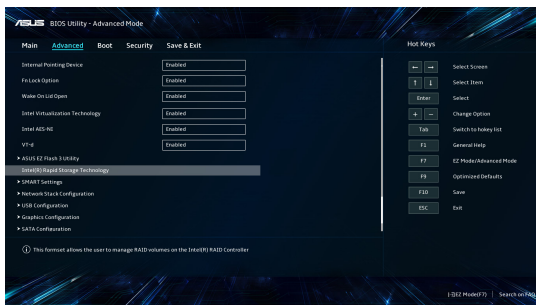 ASUS BIOS Utility - Advanced Mode
Main Advanced Boot Security Save & Exit
Hot Keys
Internal Pointing Device Enabled
Fn Lock Option Enabled
Wake On Lid Open Enabled
Intel Virtualization Technology Enabled
Intel AES-NI Enabled
VT-d Enabled
ASUS EZ Flash 3 Utility
Intel(R) Rapid Storage Technology
SMART Settings
Network Stack Configuration
USB Configuration
Graphics Configuration
SATA Configuration
This formset allows the user to manage RAID volumes on the Intel(R) RAID Controller
← → Select Screen
↑ ↓ Select Item
Enter Select
+ − Change Option
Tab Switch to hokey list
F1 General Help
F7 EZ Mode/Advanced Mode
F9 Optimized Defaults
F10 Save
ESC Exit
EZ Mode(F7) | Search on FAQ